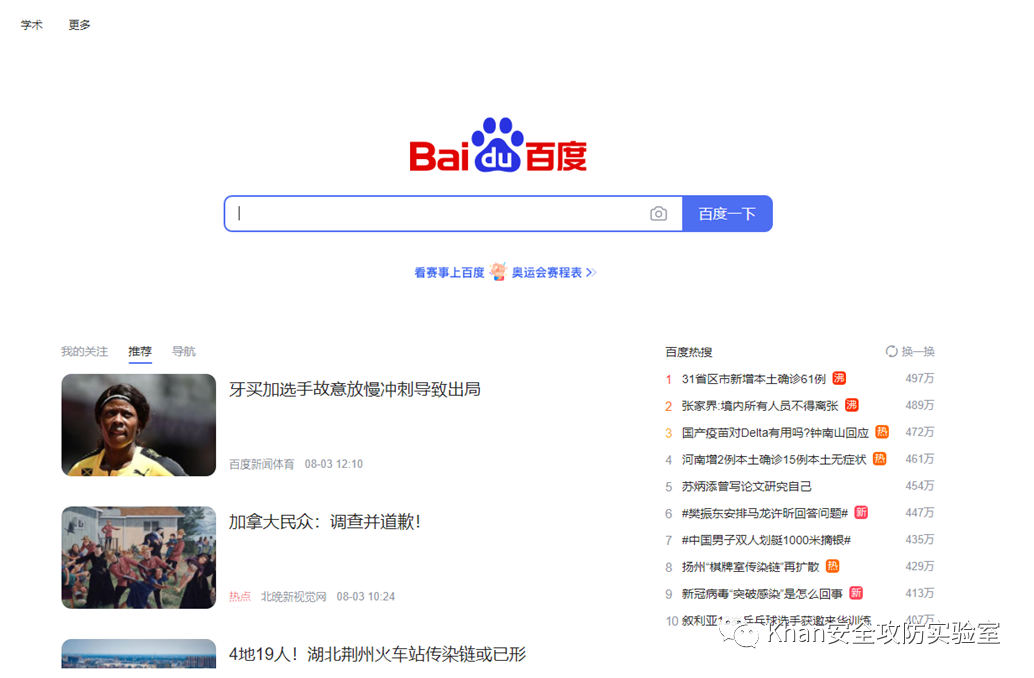 学术 更多
Bai du 百度
百度一下
看赛事上百度 奥运会赛程表
我的关注 推荐 导航
牙买加选手故意放慢冲刺导致出局
百度新闻体育 08-03 12:10
加拿大民众：调查并道歉！
热点 北晚新视觉网 08-03 10:24
4地19人！湖北荆州火车站传染链或已形
百度热搜 换一换
1 31省区市新增本土确诊61例 沸 497万
2 张家界:境内所有人员不得离张 沸 489万
3 国产疫苗对Delta有用吗?钟南山回应 热 472万
4 河南增2例本土确诊15例本土无症状 热 461万
5 苏炳添曾写论文研究自己 454万
6 #樊振东安排马龙许昕回答问题# 新 447万
7 #中国男子双人划艇1000米摘银# 435万
8 扬州“棋牌室传染链”再扩散 热 429万
9 新冠病毒“突破感染”是怎么回事 新 413万
10 叙利亚 乒乓球选手获邀来华训练 407万
Khan安全攻防实验室